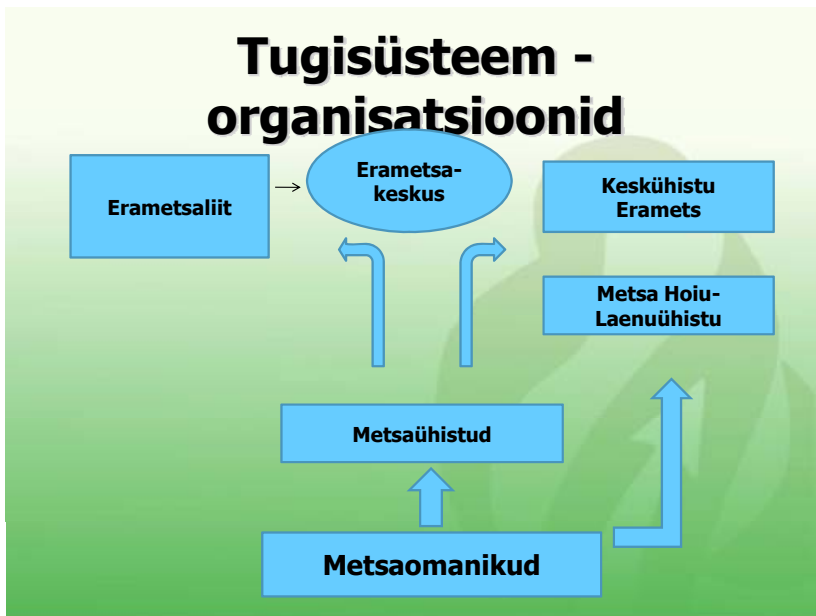 Tugisüsteem -
organisatsioonid
Erametsaliit
Erametsa-
keskus
Keskühistu
Eramets
Metsa Hoiu-
Laenuühistu
Metsaühistud
Metsaomanikud